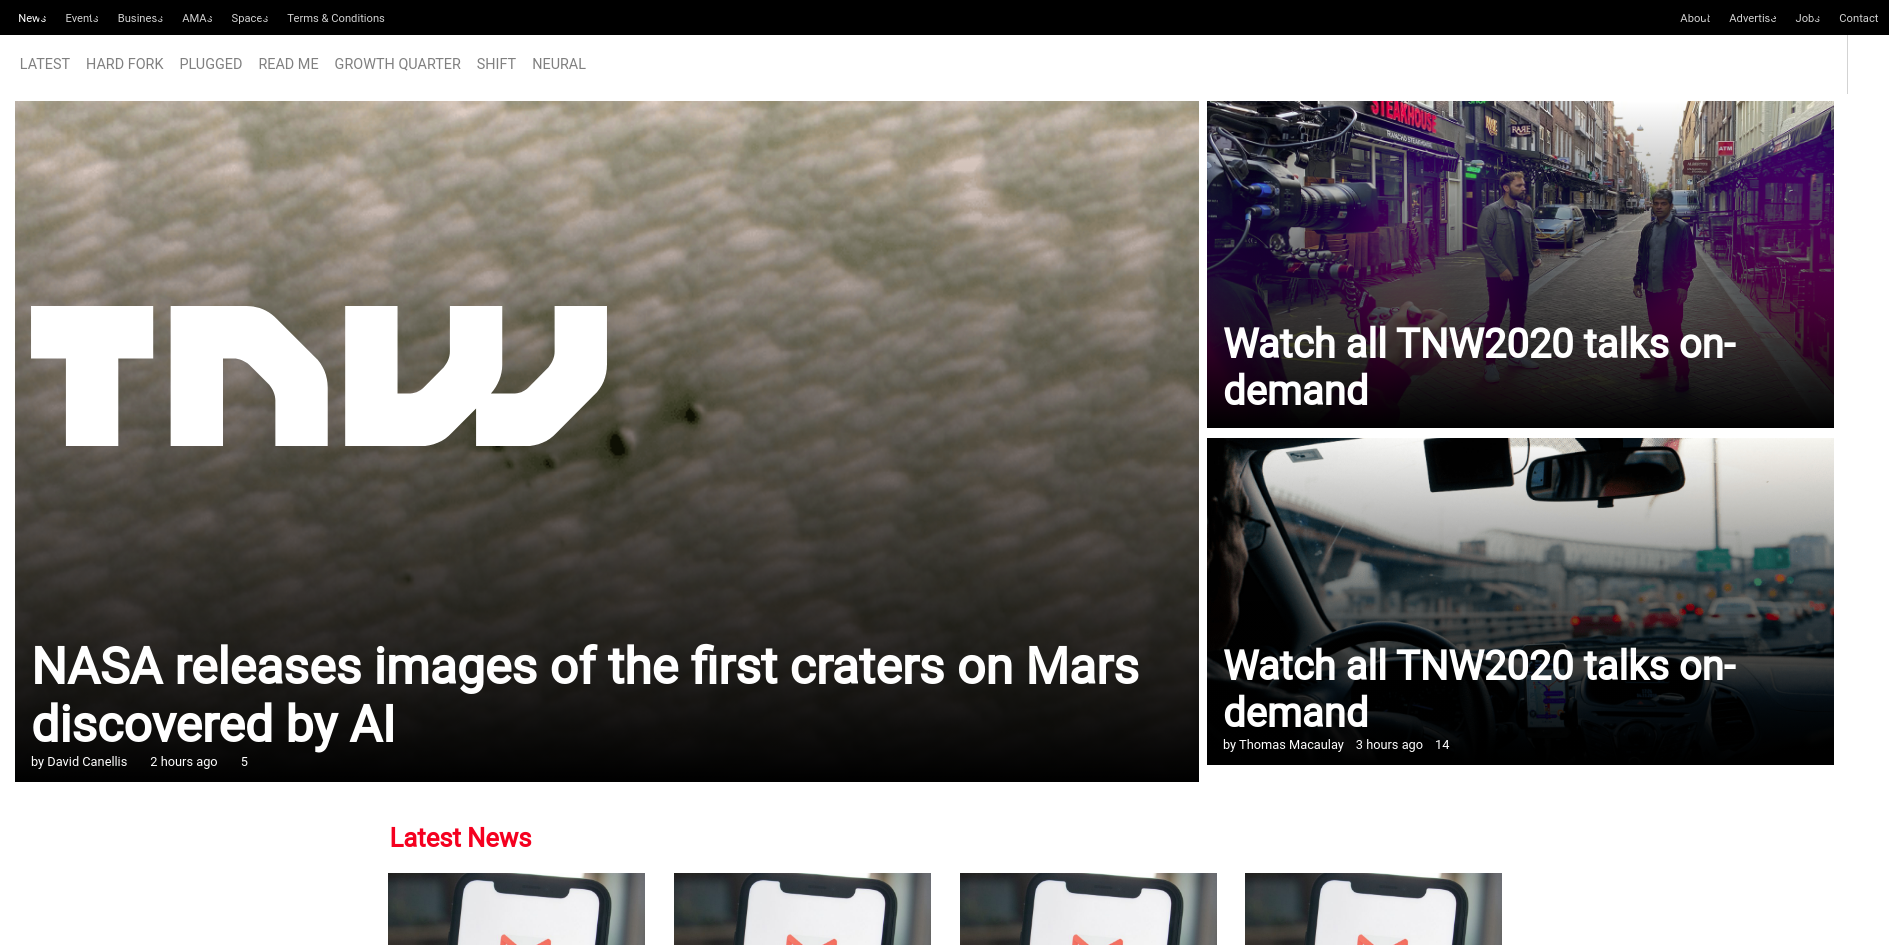 News Events Business AMAs Spaces Terms & Conditions About Advertise Jobs Contact
LATEST HARD FORK PLUGGED READ ME GROWTH QUARTER SHIFT NEURAL
STEAKHOUSE
RARE
ATM
TNW
Watch all TNW2020 talks on-
demand
NASA releases images of the first craters on Mars
discovered by AI
by David Canellis 2 hours ago 5
Watch all TNW2020 talks on-
demand
by Thomas Macaulay 3 hours ago 14
Latest News